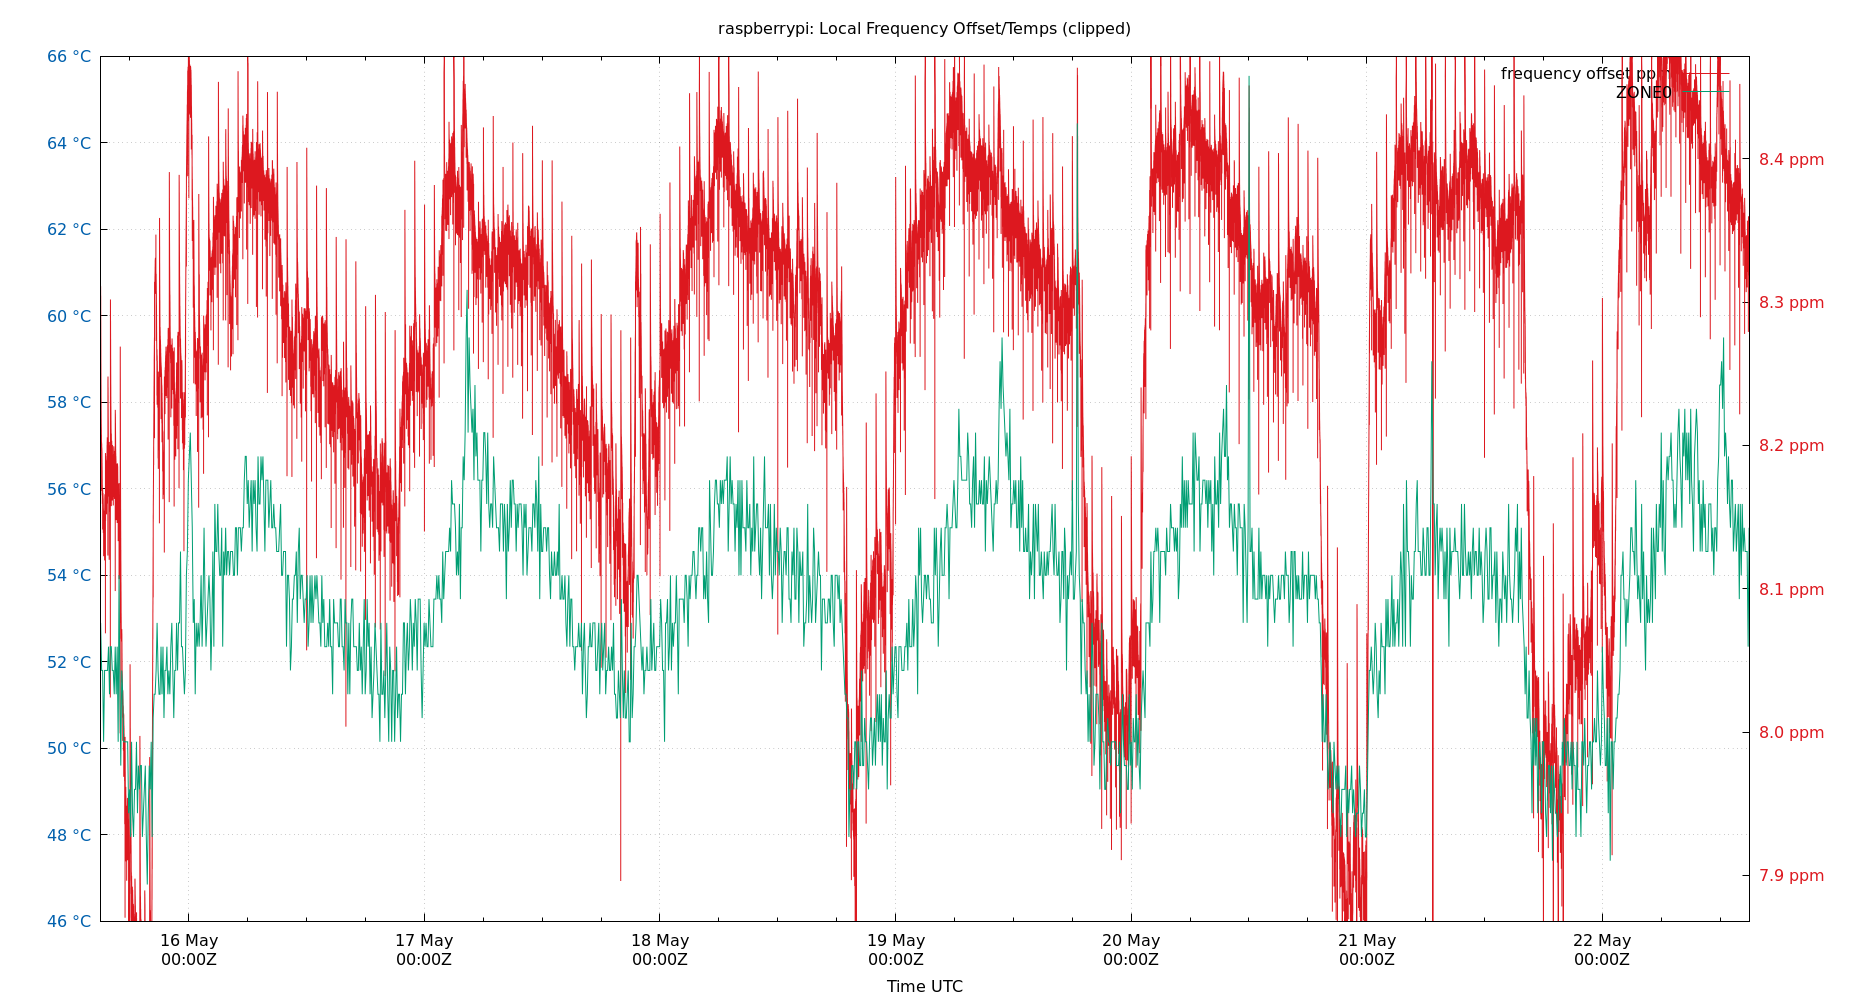 raspberrypi: Local Frequency Offset/Temps (clipped)
66 °C
64 °C
62 °C
60 °C
58 °C
56 °C
54 °C
52 °C
50 °C
48 °C
46 °C
frequency offset ppm
ZONE0
8.4 ppm
8.3 ppm
8.2 ppm
8.1 ppm
8.0 ppm
7.9 ppm
16 May
00:00Z
17 May
00:00Z
18 May
00:00Z
19 May
00:00Z
20 May
00:00Z
21 May
00:00Z
22 May
00:00Z
Time UTC